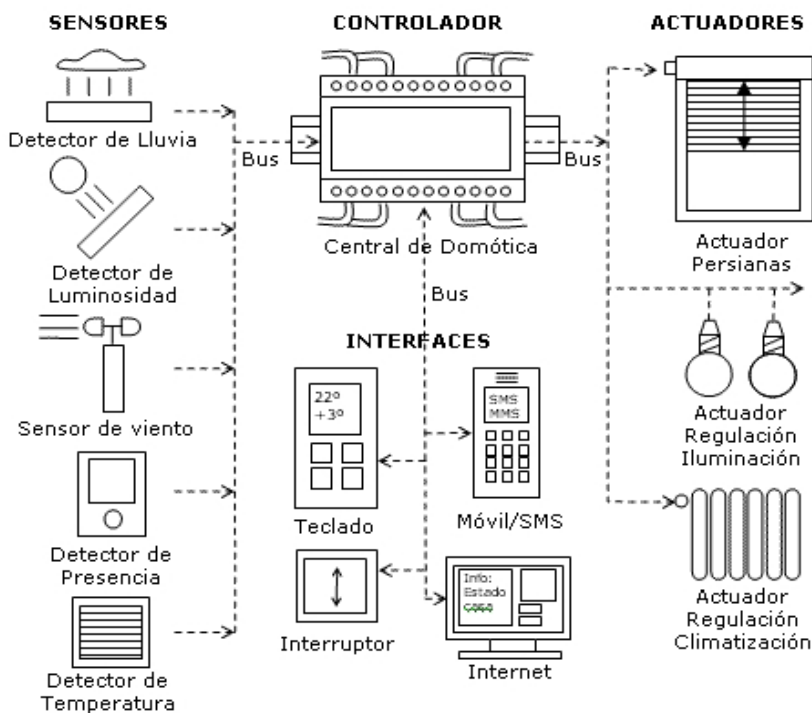 SENSORES
CONTROLADOR
ACTUADORES
Detector de Lluvia
Bus
Bus
Central de Domótica
Actuador
Persianas
Detector de
Luminosidad
Bus
INTERFACES
Sensor de viento
22º
+3º
SMS
MMS
Actuador
Regulación
Iluminación
Teclado
Móvil/SMS
Detector de
Presencia
Info:
Estado
casa
Interruptor
Internet
Actuador
Regulación
Climatización
Detector de
Temperatura